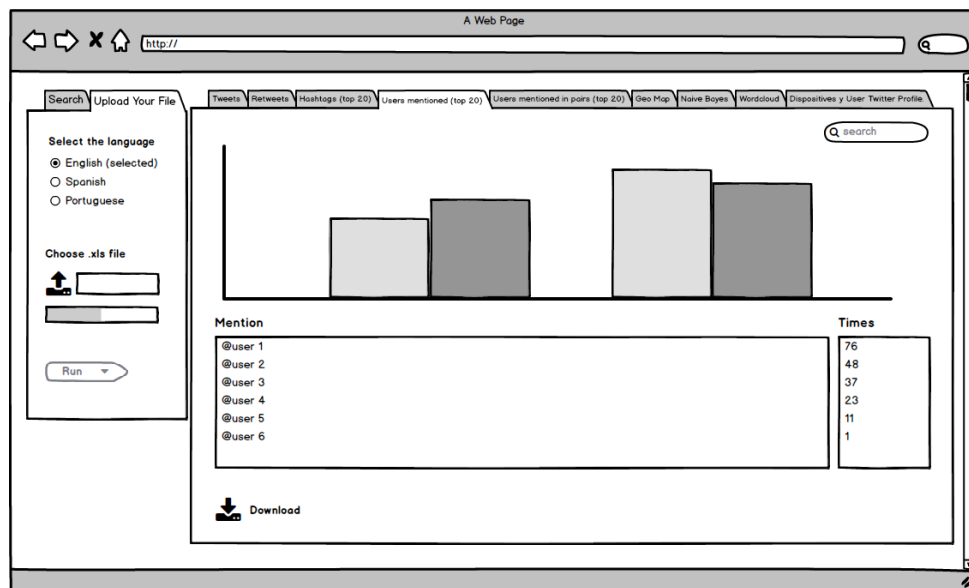 A Web Page
http://
Search
Upload Your File
Select the language
English (selected)
Spanish
Portuguese
Choose .xls file
Run
Tweets
Retweets
Hashtags (top 20)
Users mentioned (top 20)
Users mentioned in pairs (top 20)
Geo Map
Naive Bayes
Wordcloud
Dispositives y User Twitter Profile.
search
Mention
Times
@user 1
76
@user 2
48
@user 3
37
@user 4
23
@user 5
11
@user 6
1
Download